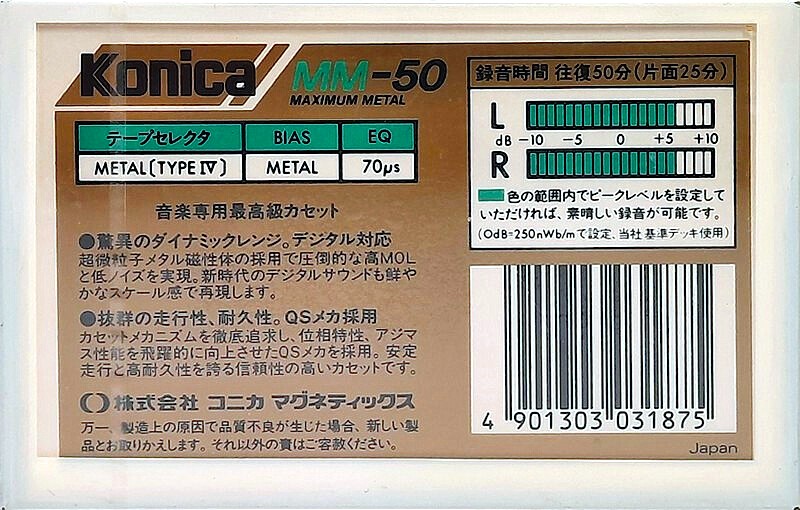 Konica MM-50
MAXIMUM METAL
テープセレクタ BIAS EQ
METAL(TYPE IV) METAL 70μs
音楽専用最高級カセット
●驚異のダイナミックレンジ。デジタル対応
超微粒子メタル磁性体の採用で圧倒的な高MOL
と低ノイズを実現。新時代のデジタルサウンドも鮮や
かなスケール感で再現します。
●抜群の走行性、耐久性。QSメカ採用
カセットメカニズムを徹底追求し、位相特性、アジマ
ス性能を飛躍的に向上させたQSメカを採用。安定
走行と高耐久性を誇る信頼性の高いカセットです。
株式会社 コニカ マグネティックス
万一、製造上の原因で品質不良が生じた場合、新しい製
品とお取りかえします。それ以外の責はご容赦ください。
録音時間 往復50分(片面25分)
L
dB -10 -5 0 +5 +10
R
色の範囲内でピークレベルを設定して
いただければ、素晴しい録音が可能です。
(0dB=250nWb/mで設定、当社基準デッキ使用)
4 901303 031875
Japan